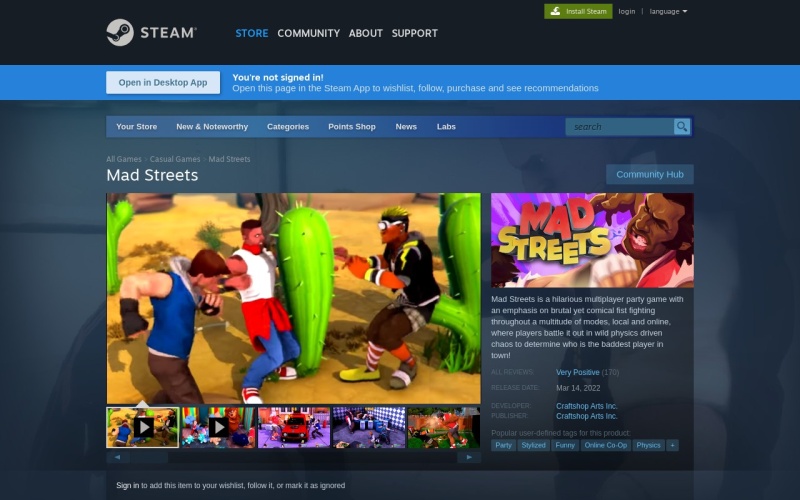 Install Steam
login | language
STEAM®
STORE COMMUNITY ABOUT SUPPORT
Open in Desktop App
You're not signed in!
Open this page in the Steam App to wishlist, follow, purchase and see recommendations
Your Store New & Noteworthy Categories Points Shop News Labs
search
All Games > Casual Games > Mad Streets
Mad Streets
Community Hub
MAD
STREETS
Mad Streets is a hilarious multiplayer party game with
an emphasis on brutal yet comical fist fighting
throughout a multitude of modes, local and online,
where players battle it out in wild physics driven
chaos to determine who is the baddest player in
town!
ALL REVIEWS: Very Positive (170)
RELEASE DATE: Mar 14, 2022
DEVELOPER: Craftshop Arts Inc.
PUBLISHER: Craftshop Arts Inc.
Popular user-defined tags for this product:
Party Stylized Funny Online Co-Op Physics +
Sign in to add this item to your wishlist, follow it, or mark it as ignored